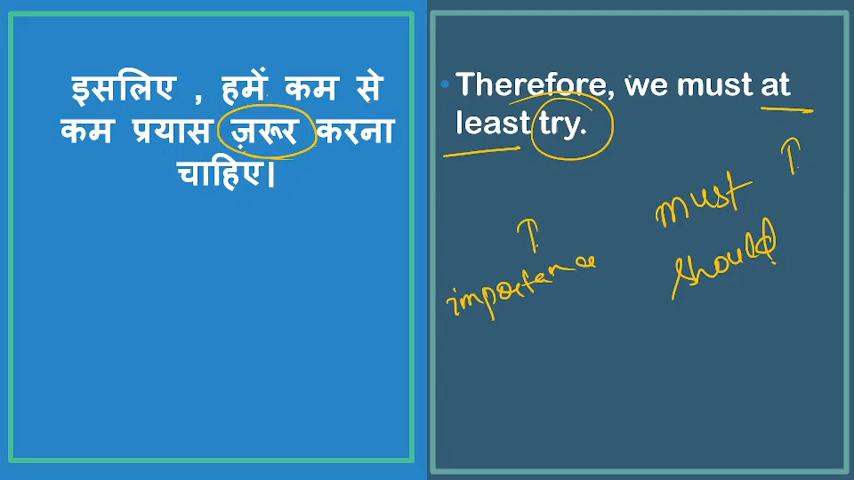 इसलिए , हमें कम से
कम प्रयास ज़रूर करना
चाहिए।
Therefore, we must at
least try.
must ↑
should
↑
importance